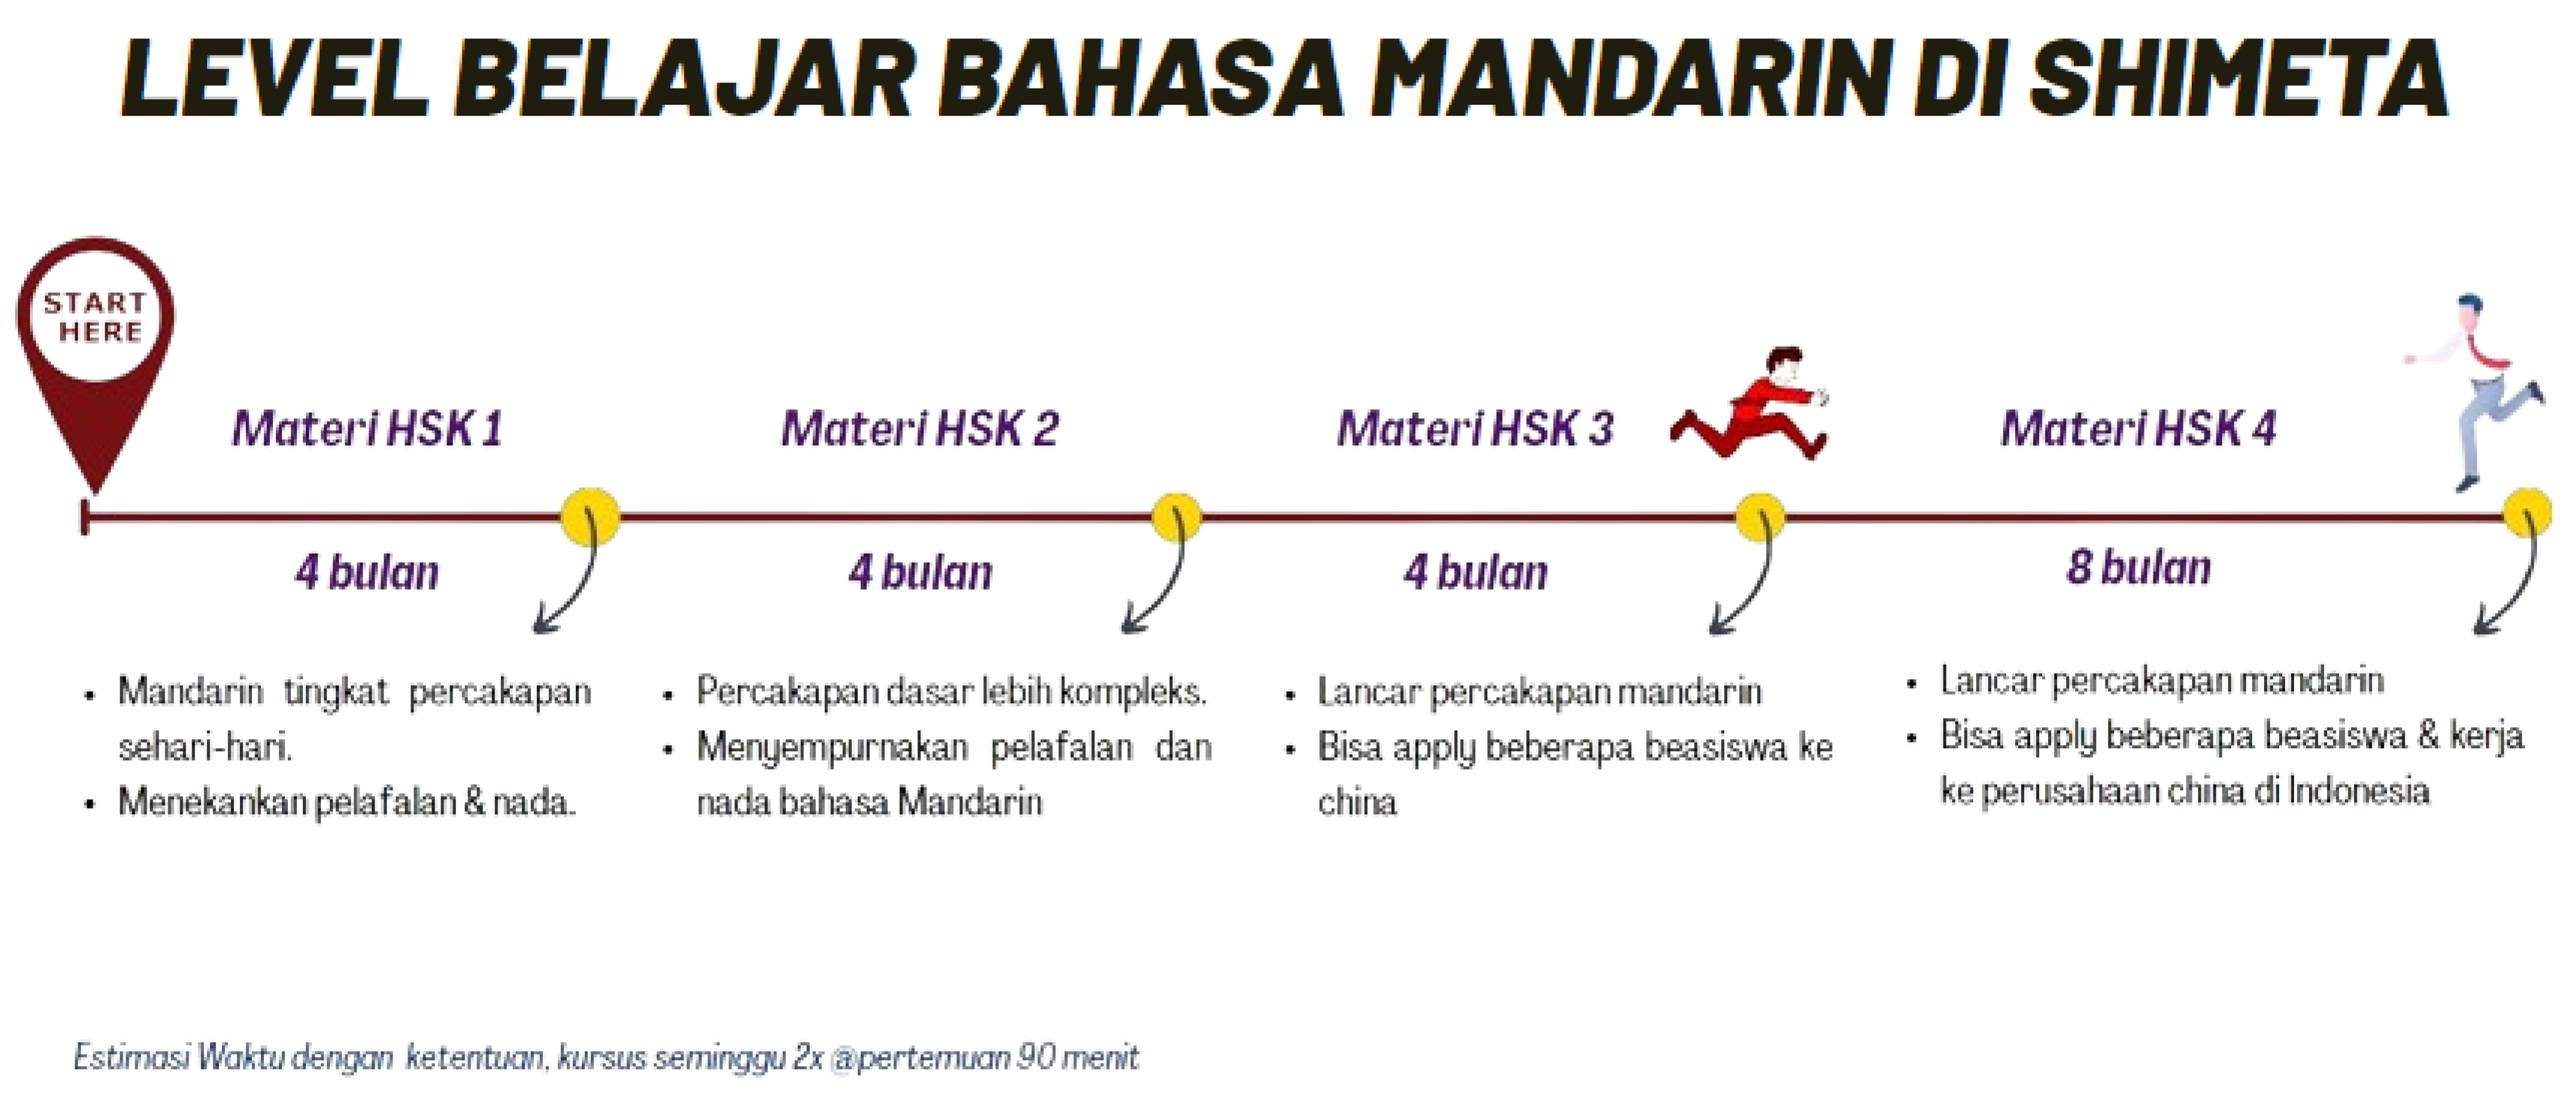 LEVEL BELAJAR BAHASA MANDARIN DI SHIMETA
START
HERE
Materi HSK 1
Materi HSK 2
Materi HSK 3
Materi HSK 4
4 bulan
4 bulan
4 bulan
8 bulan
• Mandarin tingkat percakapan
sehari-hari.
• Menekankan pelafalan & nada.
• Percakapan dasar lebih kompleks.
• Menyempurnakan pelafalan dan
nada bahasa Mandarin
• Lancar percakapan mandarin
• Bisa apply beberapa beasiswa ke
china
• Lancar percakapan mandarin
• Bisa apply beberapa beasiswa & kerja
ke perusahaan china di Indonesia
Estimasi Waktu dengan ketentuan, kursus seminggu 2x @pertemuan 90 menit